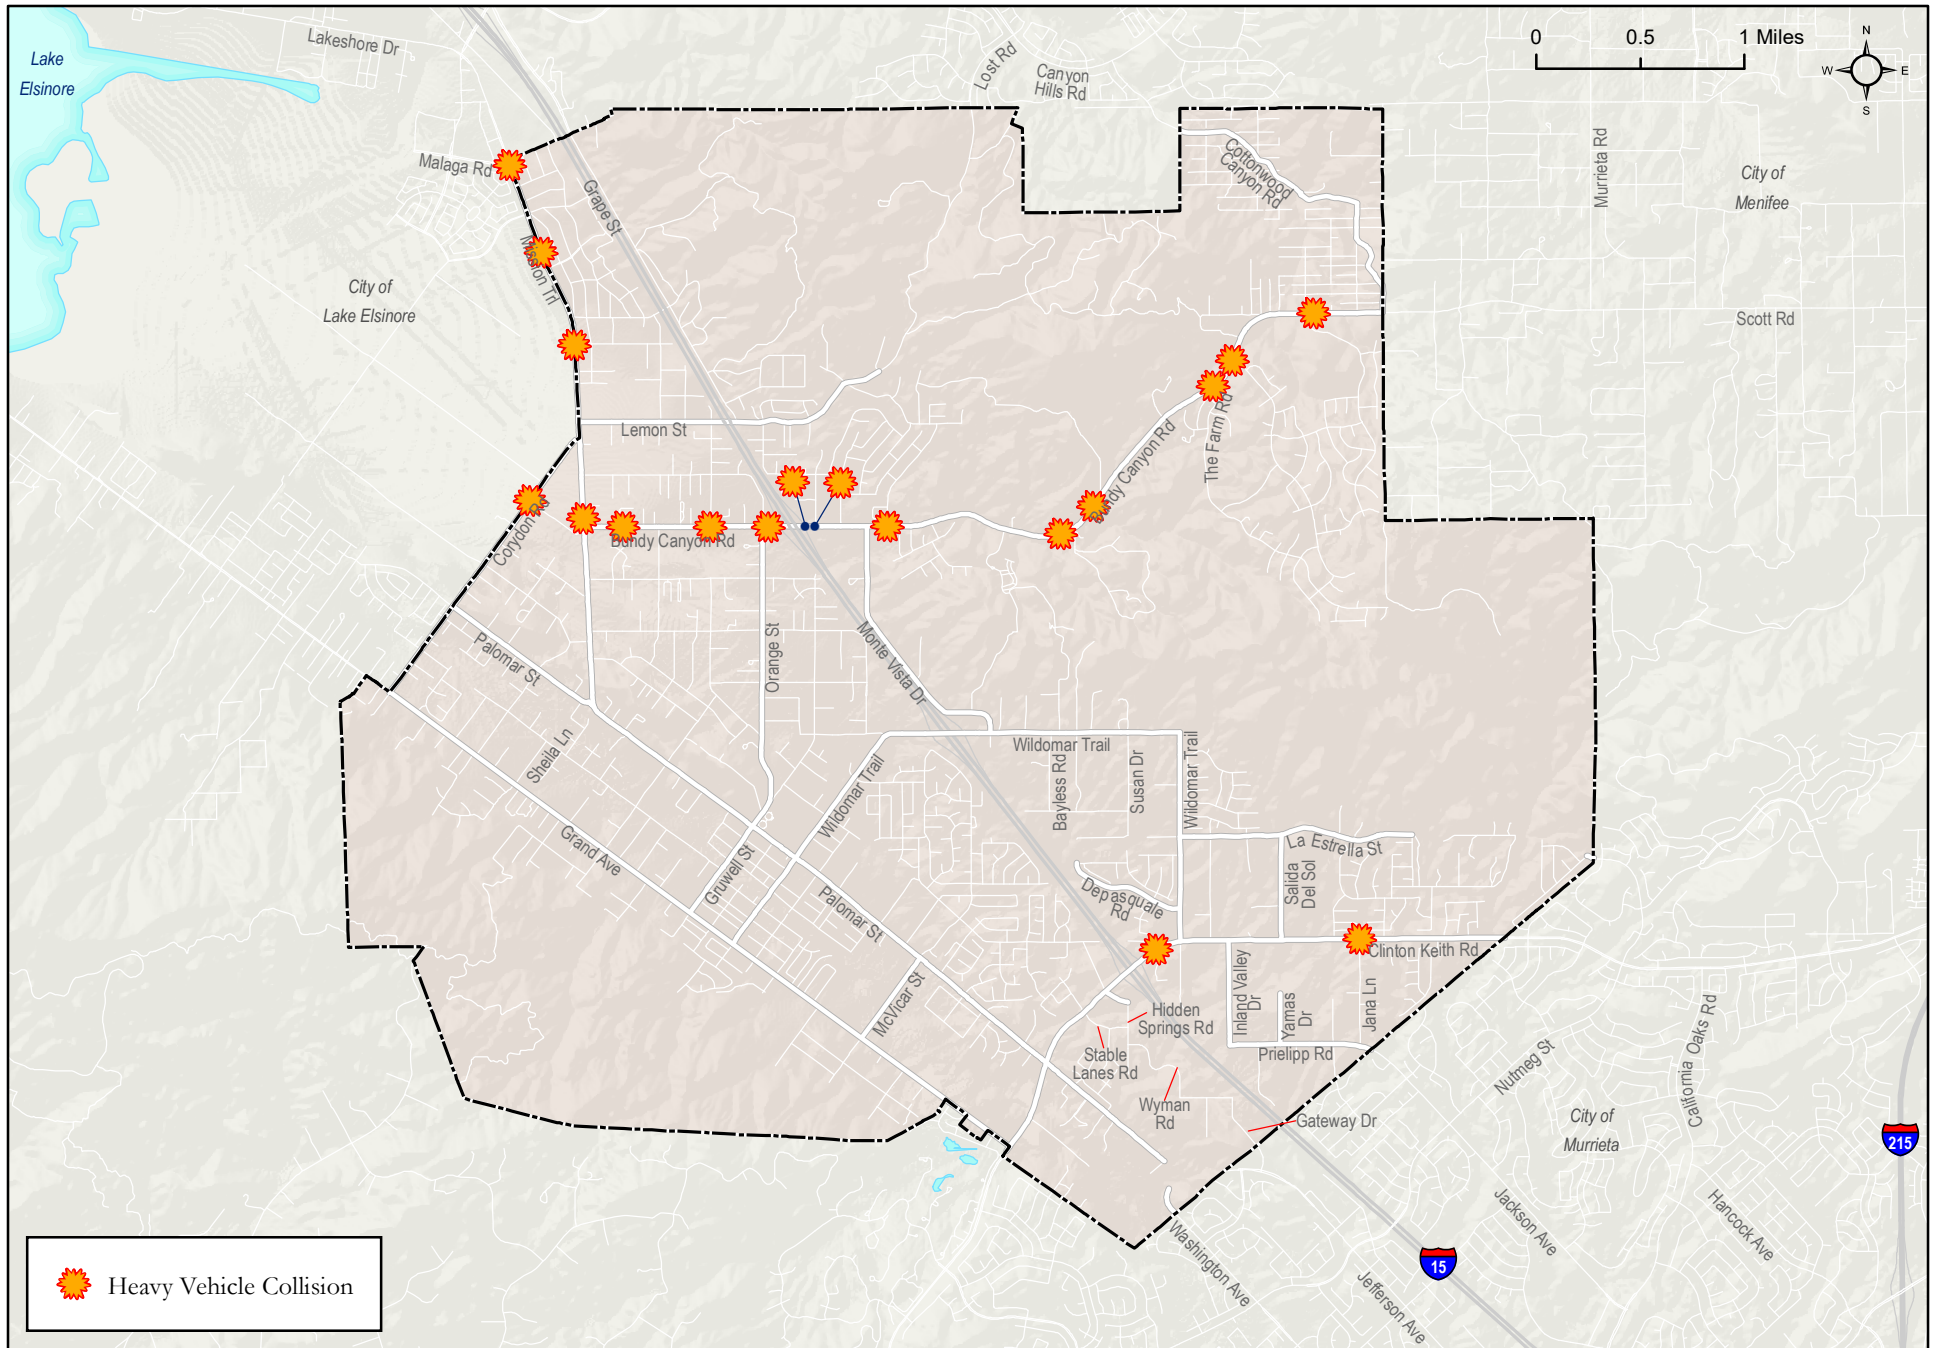 Lake
Elsinore
Lakeshore Dr
Lost Rd
Canyon
Hills Rd
0
0.5
1 Miles
N
W
E
S
Malaga Rd
Grape St
Cottonwood
Canyon Rd
Murrieta Rd
City of
Menifee
Mission Trl
City of
Lake Elsinore
Scott Rd
Lemon St
The Farm Rd
Bundy Canyon Rd
Corydon Rd
Bundy Canyon Rd
Palomar St
Orange St
Monte Vista Dr
Sheila Ln
Wildomar Trail
Wildomar Trail
Bayless Rd
Susan Dr
Wildomar Trail
Grand Ave
Gruwell St
La Estrella St
Salida
Del Sol
Depasquale
Rd
Palomar St
Clinton Keith Rd
McVicar St
Inland Valley
Dr
Yamas
Dr
Jana Ln
Hidden
Springs Rd
Stable
Lanes Rd
Prielipp Rd
Wyman
Rd
Gateway Dr
Nutmeg St
California Oaks Rd
City of
Murrieta
215
Jackson Ave
Hancock Ave
Washington Ave
15
Jefferson Ave
Heavy Vehicle Collision